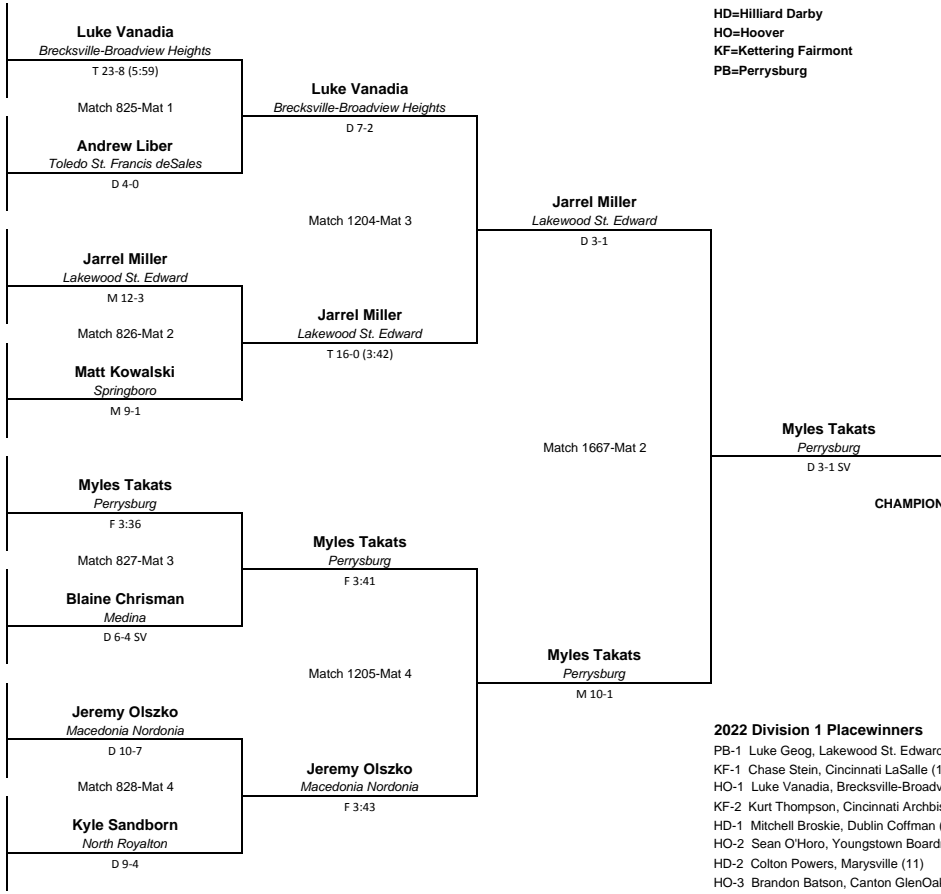 HD=Hilliard Darby
HO=Hoover
KF=Kettering Fairmont
PB=Perrysburg
Luke Vanadia
Brecksville-Broadview Heights
T 23-8 (5:59)
Match 825-Mat 1
Andrew Liber
Toledo St. Francis deSales
D 4-0
Jarrel Miller
Lakewood St. Edward
M 12-3
Match 826-Mat 2
Matt Kowalski
Springboro
M 9-1
Myles Takats
Perrysburg
F 3:36
Match 827-Mat 3
Blaine Chrisman
Medina
D 6-4 SV
Jeremy Olszko
Macedonia Nordonia
D 10-7
Match 828-Mat 4
Kyle Sandborn
North Royalton
D 9-4
Luke Vanadia
Brecksville-Broadview Heights
D 7-2
Match 1204-Mat 3
Jarrel Miller
Lakewood St. Edward
T 16-0 (3:42)
Myles Takats
Perrysburg
F 3:41
Match 1205-Mat 4
Jeremy Olszko
Macedonia Nordonia
F 3:43
Jarrel Miller
Lakewood St. Edward
D 3-1
Match 1667-Mat 2
Myles Takats
Perrysburg
M 10-1
Myles Takats
Perrysburg
D 3-1 SV
CHAMPION
2022 Division 1 Placewinners
PB-1 Luke Geog, Lakewood St. Edward
KF-1 Chase Stein, Cincinnati LaSalle (1
HO-1 Luke Vanadia, Brecksville-Broadv
KF-2 Kurt Thompson, Cincinnati Archbis
HD-1 Mitchell Broskie, Dublin Coffman (
HO-2 Sean O'Horo, Youngstown Board
HD-2 Colton Powers, Marysville (11)
HO-3 Brandon Batson, Canton GlenOa